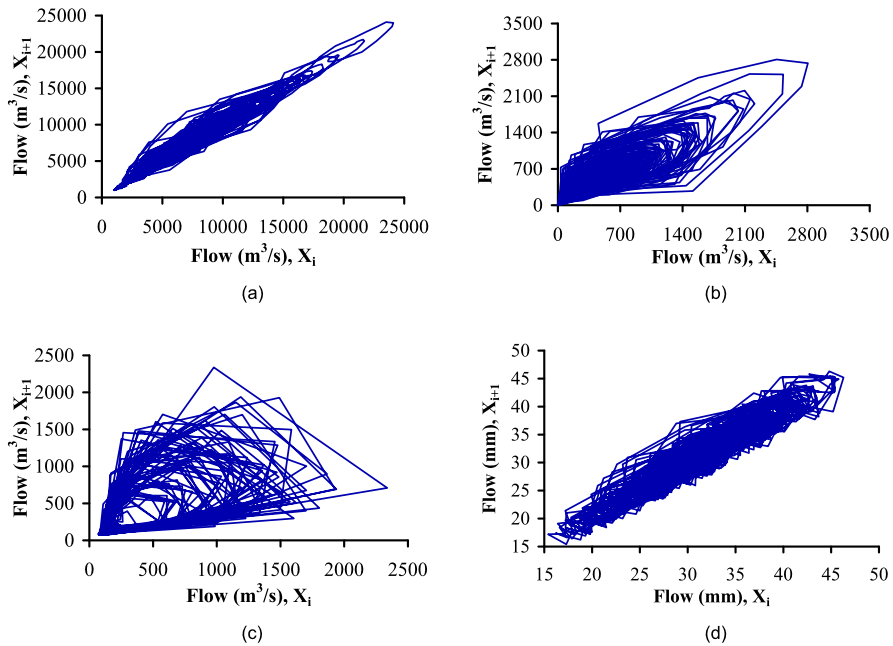 25000
20000
15000
10000
5000
0
Flow (m³/s), Xᵢ₊₁
0 5000 10000 15000 20000 25000
Flow (m³/s), Xᵢ
(a)
3500
2800
2100
1400
700
0
Flow (m³/s), Xᵢ₊₁
0 700 1400 2100 2800 3500
Flow (m³/s), Xᵢ
(b)
2500
2000
1500
1000
500
0
Flow (m³/s), Xᵢ₊₁
0 500 1000 1500 2000 2500
Flow (m³/s), Xᵢ
(c)
50
45
40
35
30
25
20
15
Flow (mm), Xᵢ₊₁
15 20 25 30 35 40 45 50
Flow (mm), Xᵢ
(d)